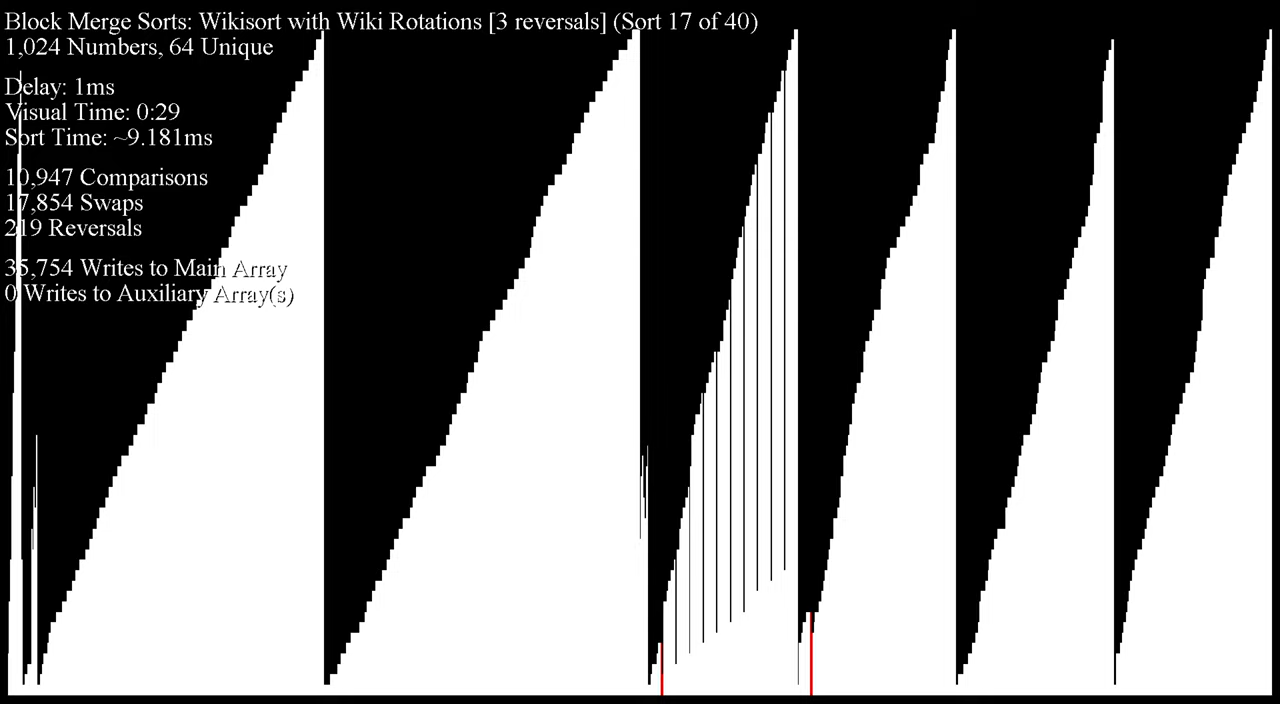 Block Merge Sorts: Wikisort with Wiki Rotations [3 reversals] (Sort 17 of 40)
1,024 Numbers, 64 Unique
Delay: 1ms
Visual Time: 0:29
Sort Time: ~9.181ms
10,947 Comparisons
17,854 Swaps
219 Reversals
35,754 Writes to Main Array
0 Writes to Auxiliary Array(s)